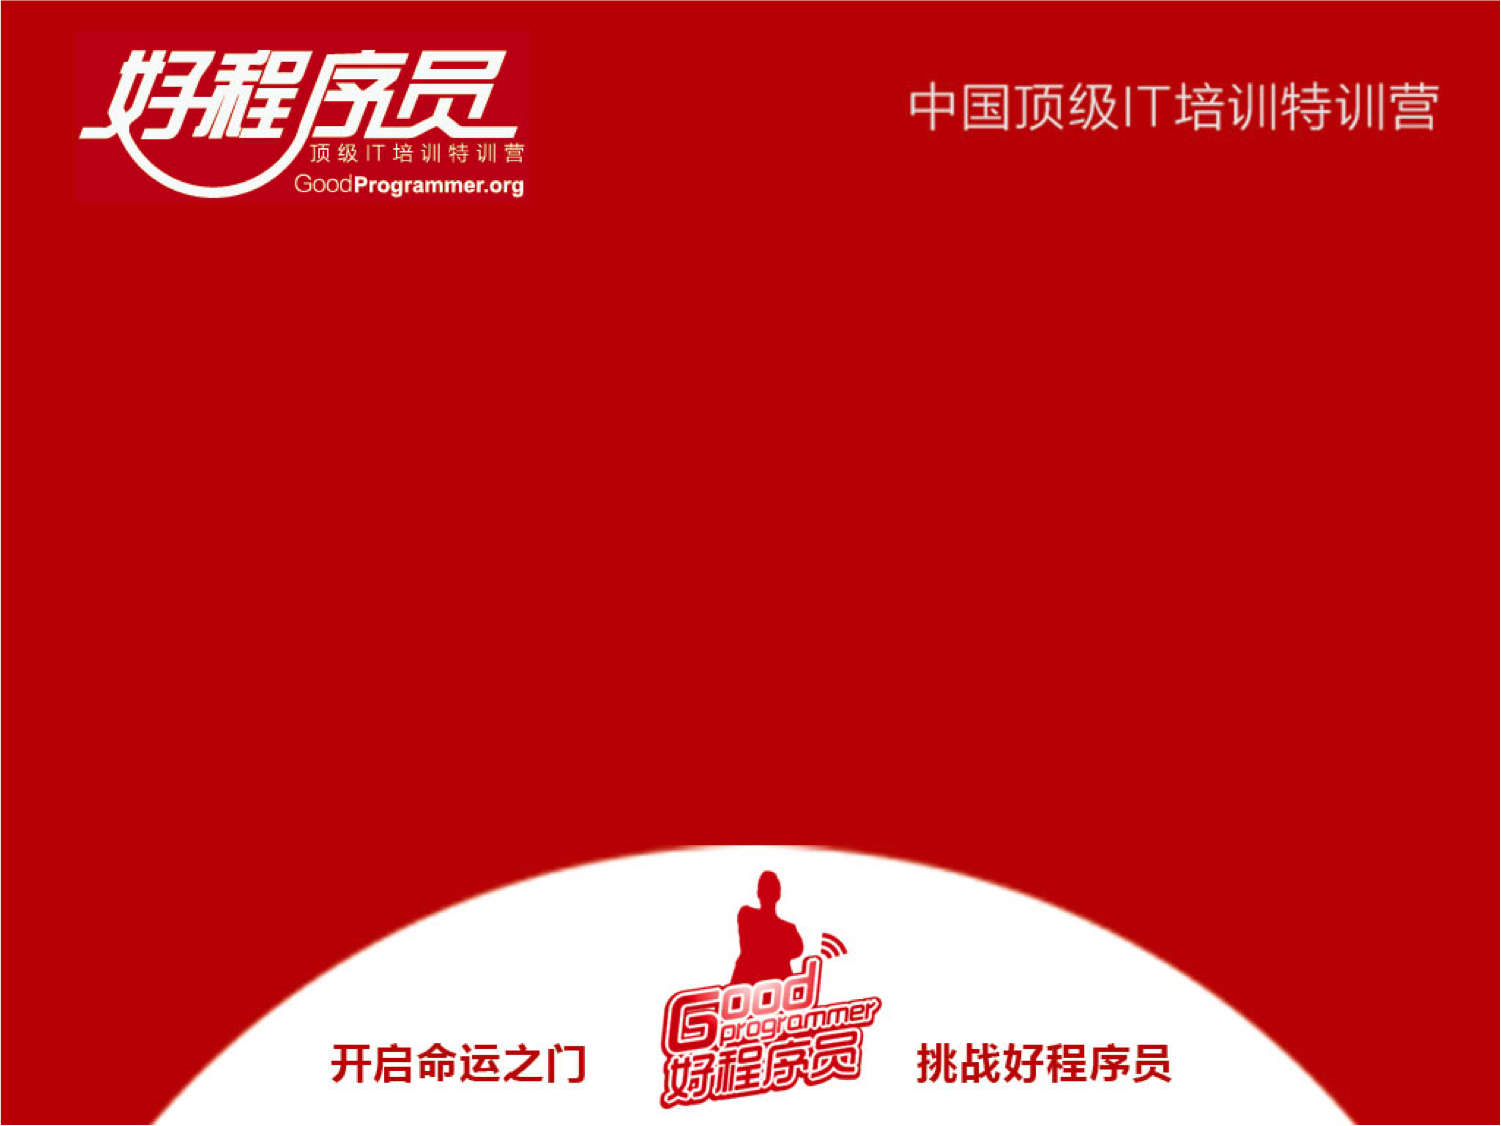 好程序员
顶级IT培训特训营
GoodProgrammer.org
中国顶级IT培训特训营
开启命运之门
Good
programmer
好程序员
挑战好程序员